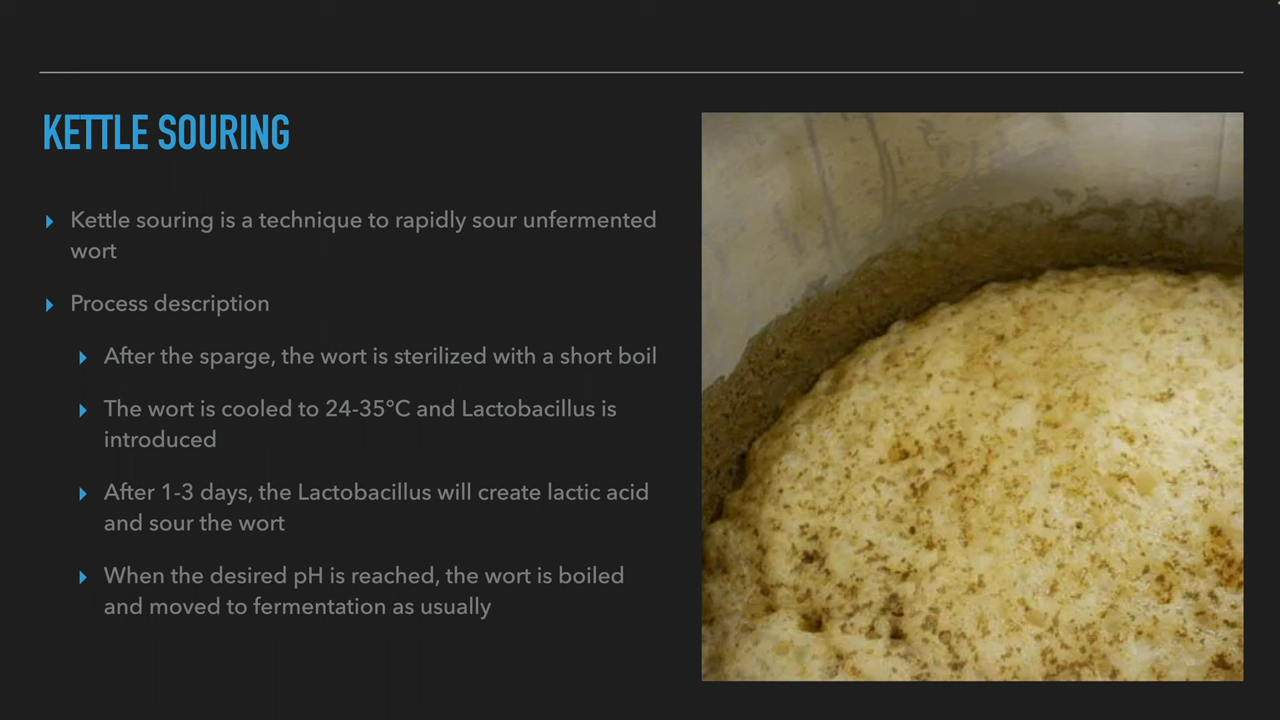 KETTLE SOURING
Kettle souring is a technique to rapidly sour unfermented
wort
Process description
After the sparge, the wort is sterilized with a short boil
The wort is cooled to 24-35°C and Lactobacillus is
introduced
After 1-3 days, the Lactobacillus will create lactic acid
and sour the wort
When the desired pH is reached, the wort is boiled
and moved to fermentation as usually